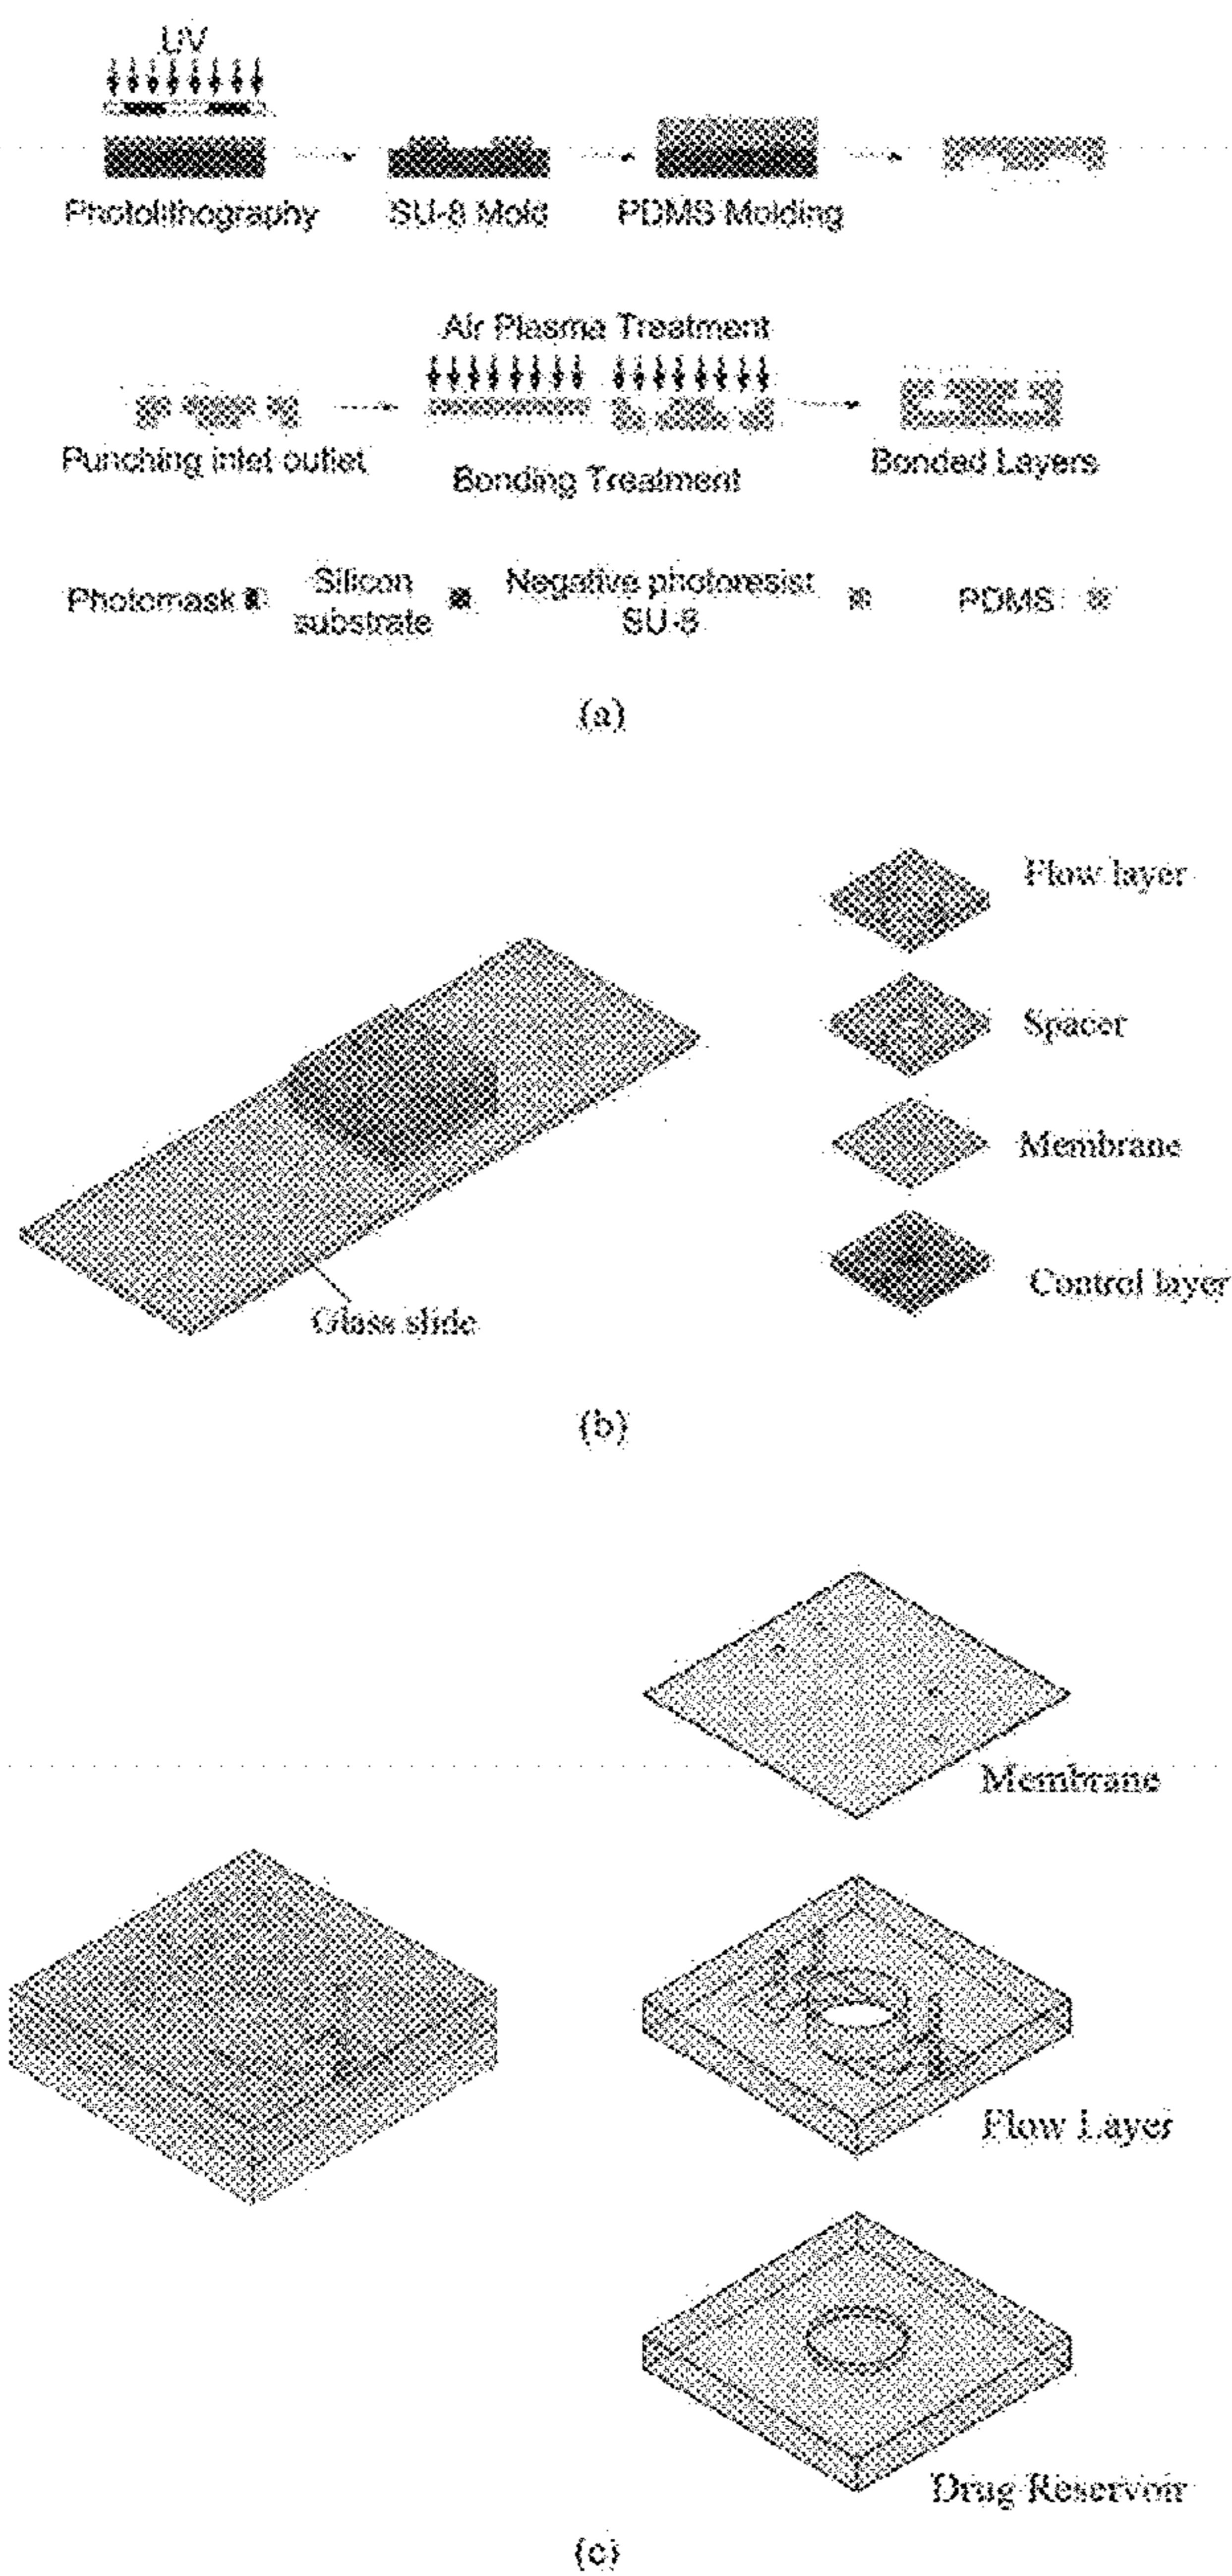 UV
Photolithography
SU-8 Mold
PDMS Molding
Air Plasma Treatment
Punching inlet outlet
Bonding Treatment
Bonded Layers
Photomask
Silicon
substrate
Negative photoresist
SU-8
PDMS
(a)
Flow layer
Spacer
Membrane
Control layer
Glass slide
(b)
Membrane
Flow Layer
Drug Reservoir
(c)